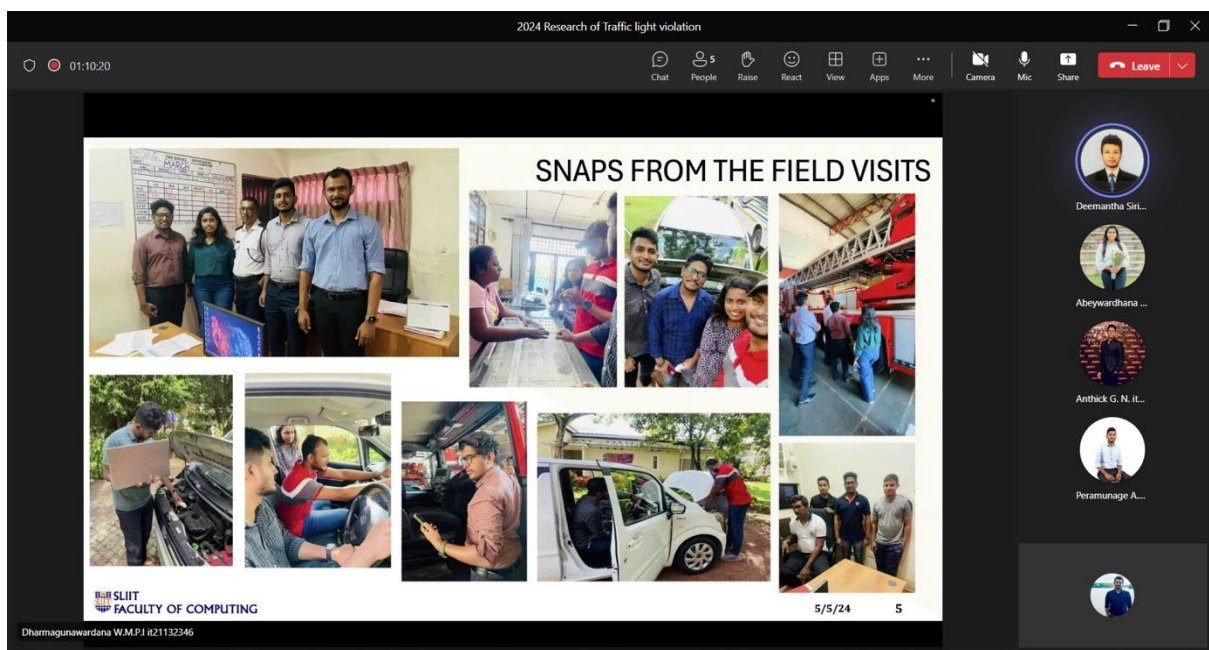 2024 Research of Traffic light violation
01:10:20
5
Chat
People
Raise
React
View
Apps
More
Camera
Mic
Share
Leave
SNAPS FROM THE FIELD VISITS
MARCH
Deemantha Siri...
Abeywardhana ...
Anthick G. N. it...
Peramunage A....
SLIIT
FACULTY OF COMPUTING
5/5/24
5
Dharmagunawardana W.M.P.I it21132346